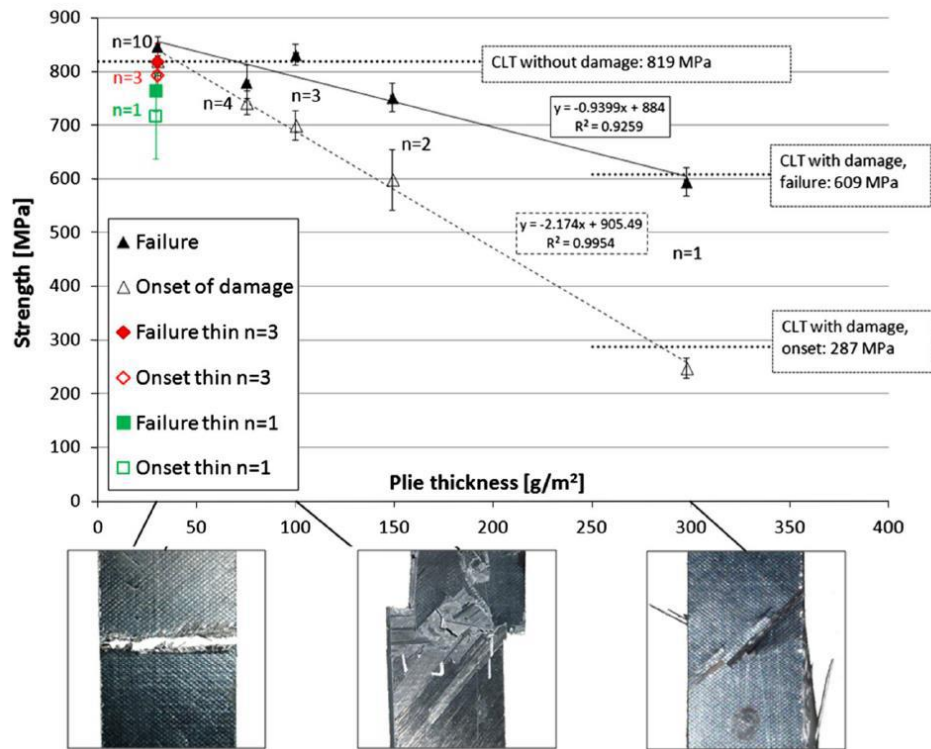 900
800
700
600
500
400
300
200
100
0
Strength [MPa]
n=10
n=3
n=1
n=4
n=3
n=2
n=1
CLT without damage: 819 MPa
y = -0.9399x + 884
R² = 0.9259
CLT with damage,
failure: 609 MPa
y = -2.174x + 905.49
R² = 0.9954
CLT with damage,
onset: 287 MPa
Failure
Onset of damage
Failure thin n=3
Onset thin n=3
Failure thin n=1
Onset thin n=1
Plie thickness [g/m²]
0 50 100 150 200 250 300 350 400